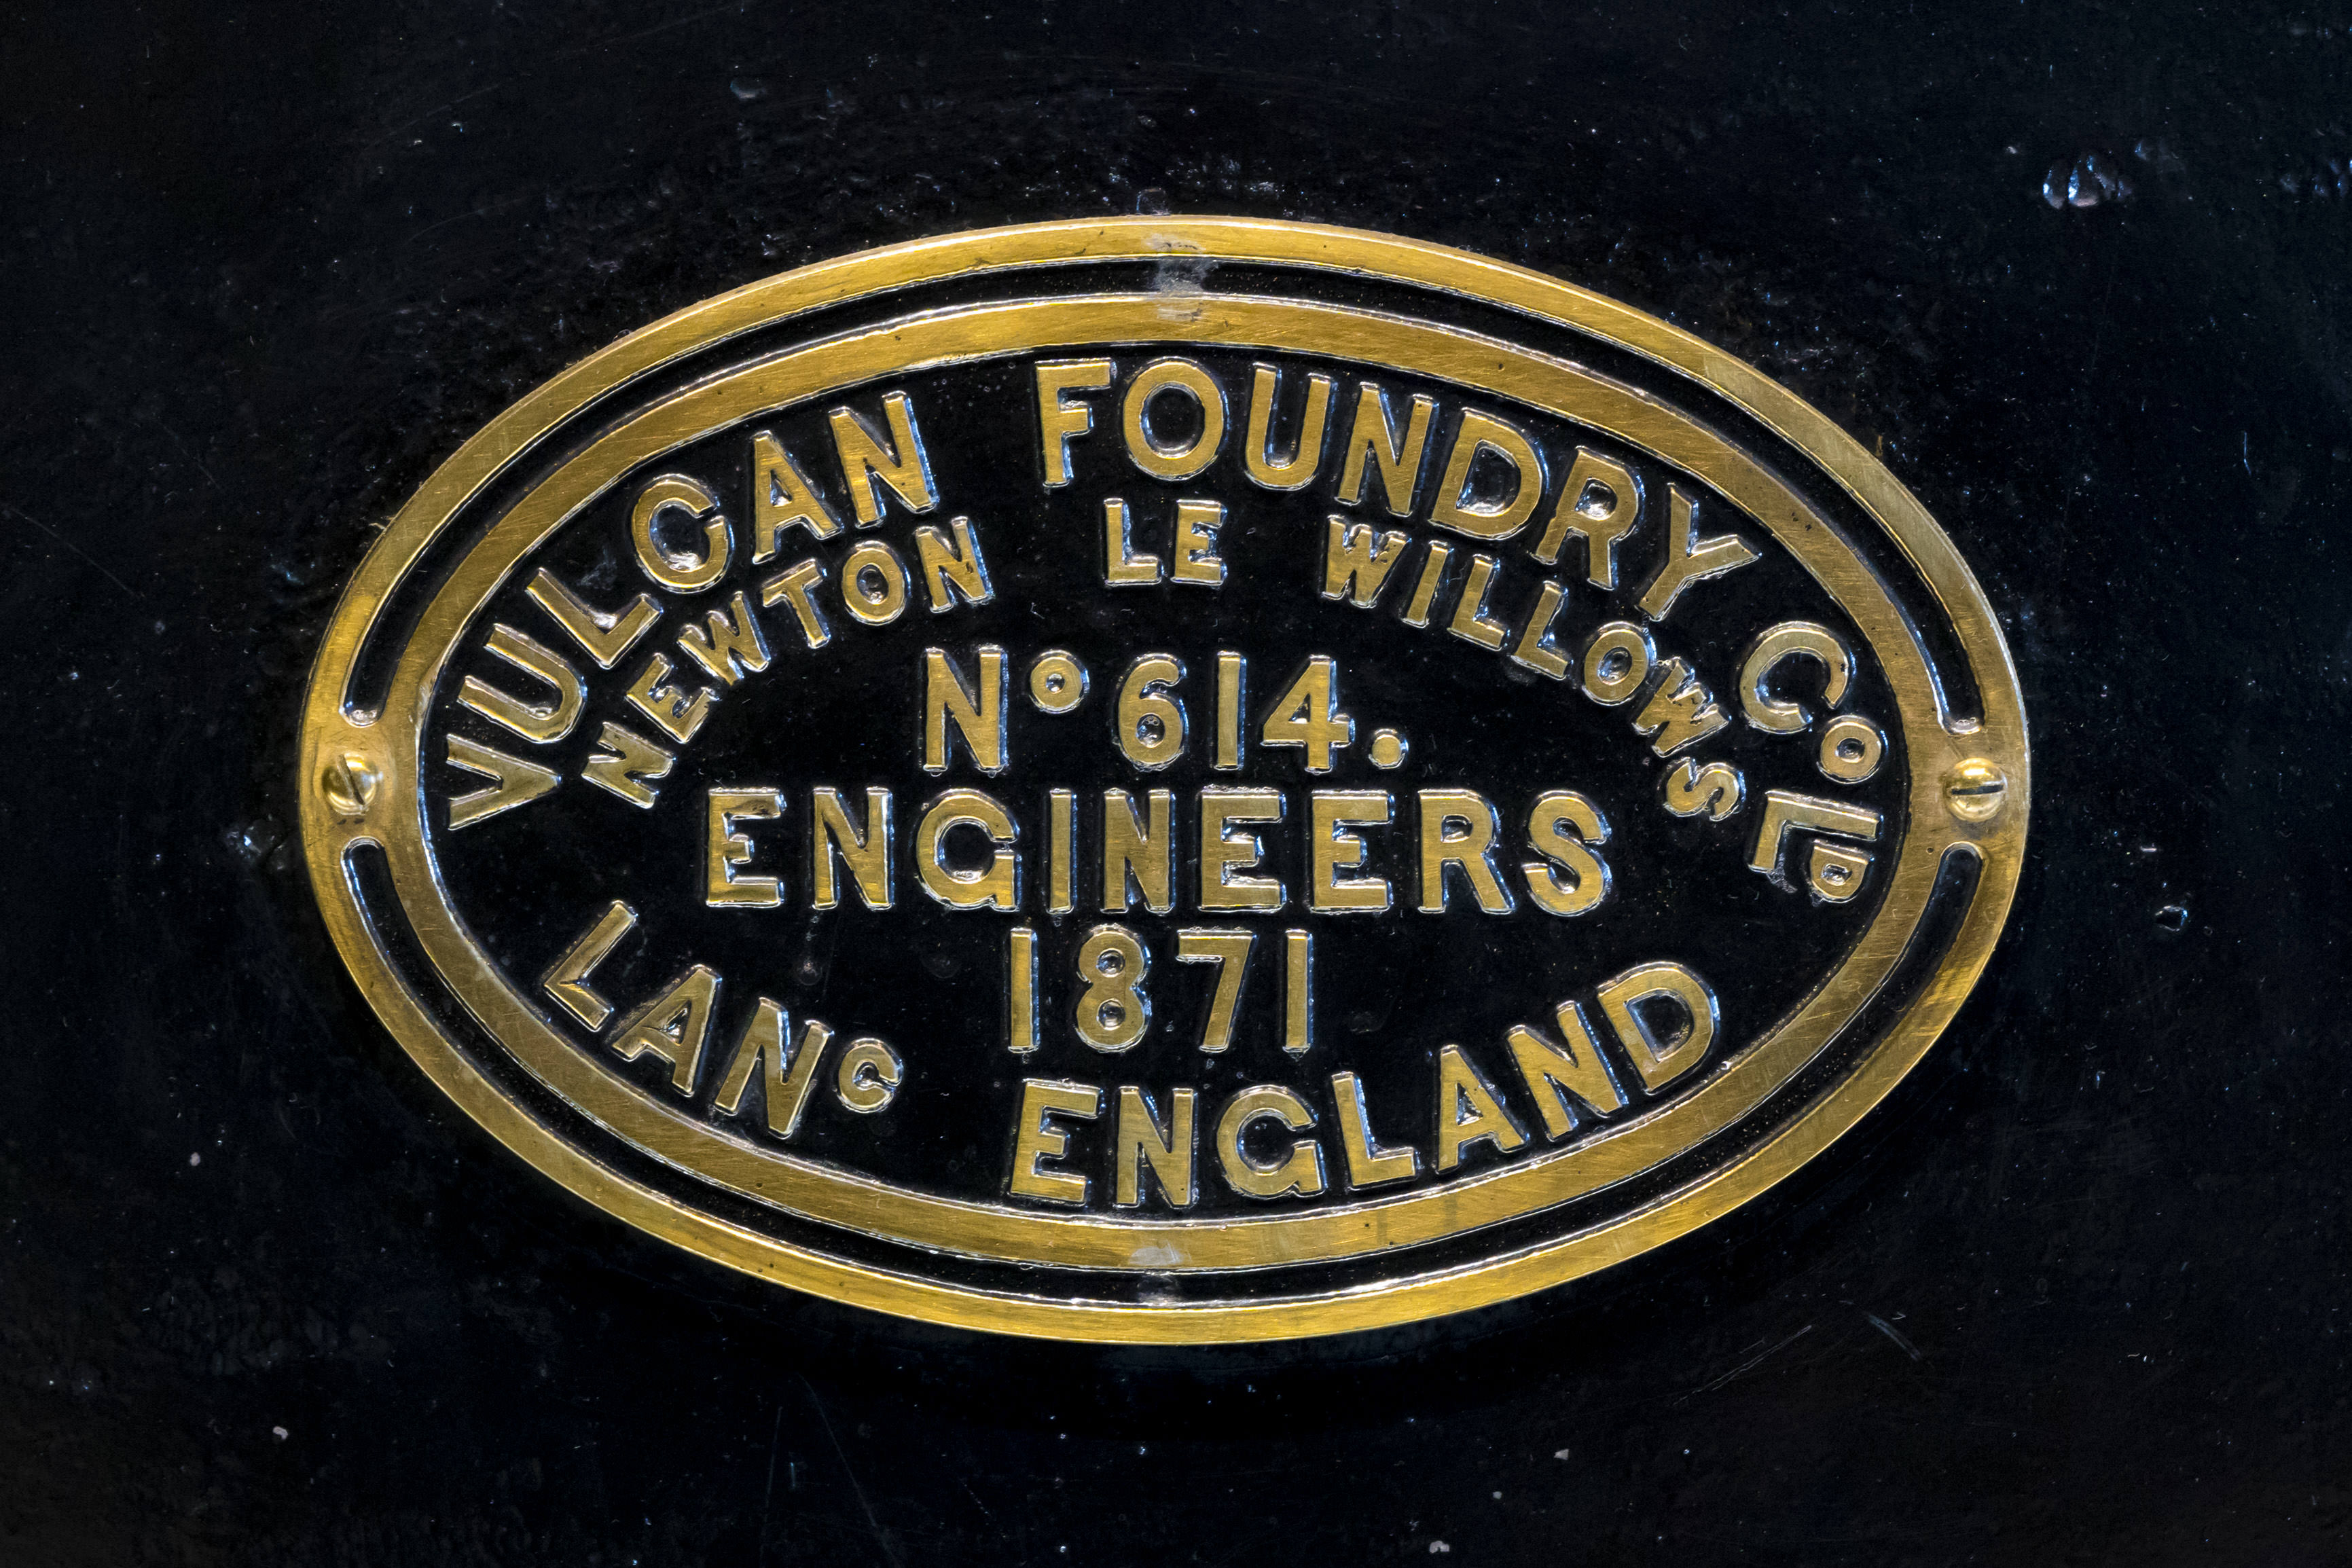 VULCAN FOUNDRY Cº Lᴰ
NEWTON LE WILLOWS
Nº 614.
ENGINEERS
1871
LANᶜ ENGLAND